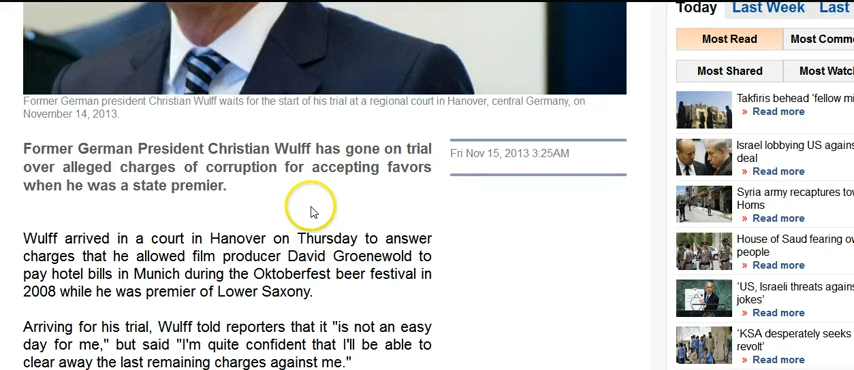 Today Last Week Last
Most Read Most Comm
Most Shared Most Watc
Former German president Christian Wulff waits for the start of his trial at a regional court in Hanover, central Germany, on
November 14, 2013.
Former German President Christian Wulff has gone on trial
over alleged charges of corruption for accepting favors
when he was a state premier.
Fri Nov 15, 2013 3:25AM
Wulff arrived in a court in Hanover on Thursday to answer
charges that he allowed film producer David Groenewold to
pay hotel bills in Munich during the Oktoberfest beer festival in
2008 while he was premier of Lower Saxony.
Arriving for his trial, Wulff told reporters that it "is not an easy
day for me," but said "I'm quite confident that I'll be able to
clear away the last remaining charges against me."
Takfiris behead 'fellow mi
» Read more
Israel lobbying US agains
deal
» Read more
Syria army recaptures to
Homs
» Read more
House of Saud fearing o
people
» Read more
'US, Israeli threats agains
jokes'
» Read more
'KSA desperately seeks
revolt'
» Read more